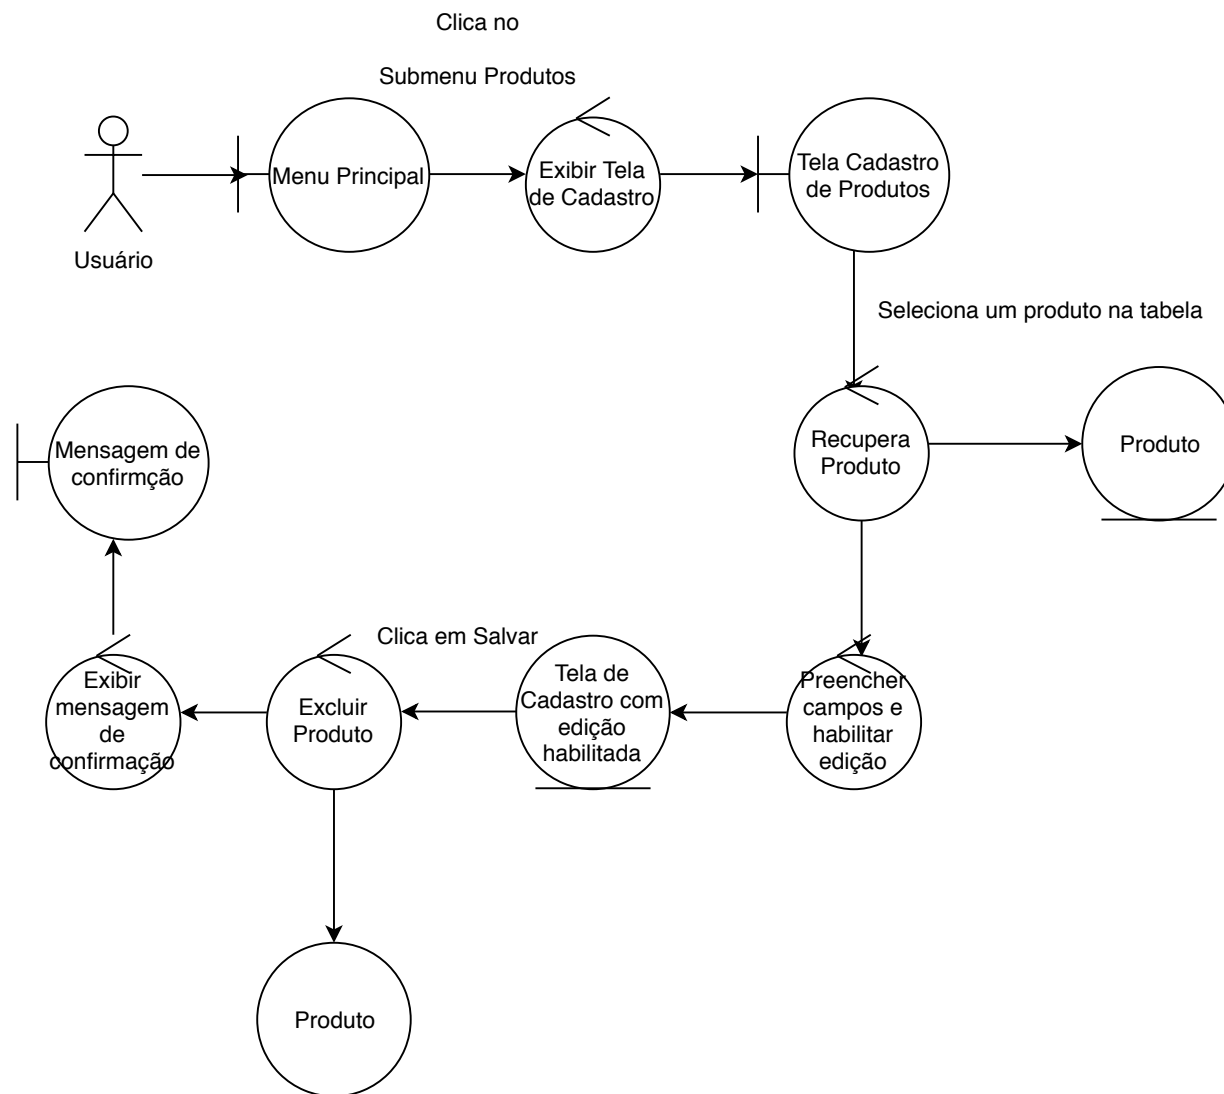 Clica no
Submenu Produtos
Usuário
Menu Principal
Exibir Tela
de Cadastro
Tela Cadastro
de Produtos
Seleciona um produto na tabela
Mensagem de
confirmção
Recupera
Produto
Produto
Clica em Salvar
Exibir
mensagem
de
confirmação
Excluir
Produto
Tela de
Cadastro com
edição
habilitada
Preencher
campos e
habilitar
edição
Produto